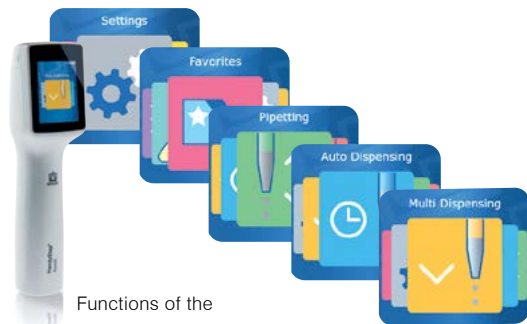 Settings
Favorites
Pipetting
Auto Dispensing
Multi Dispensing
Functions of the